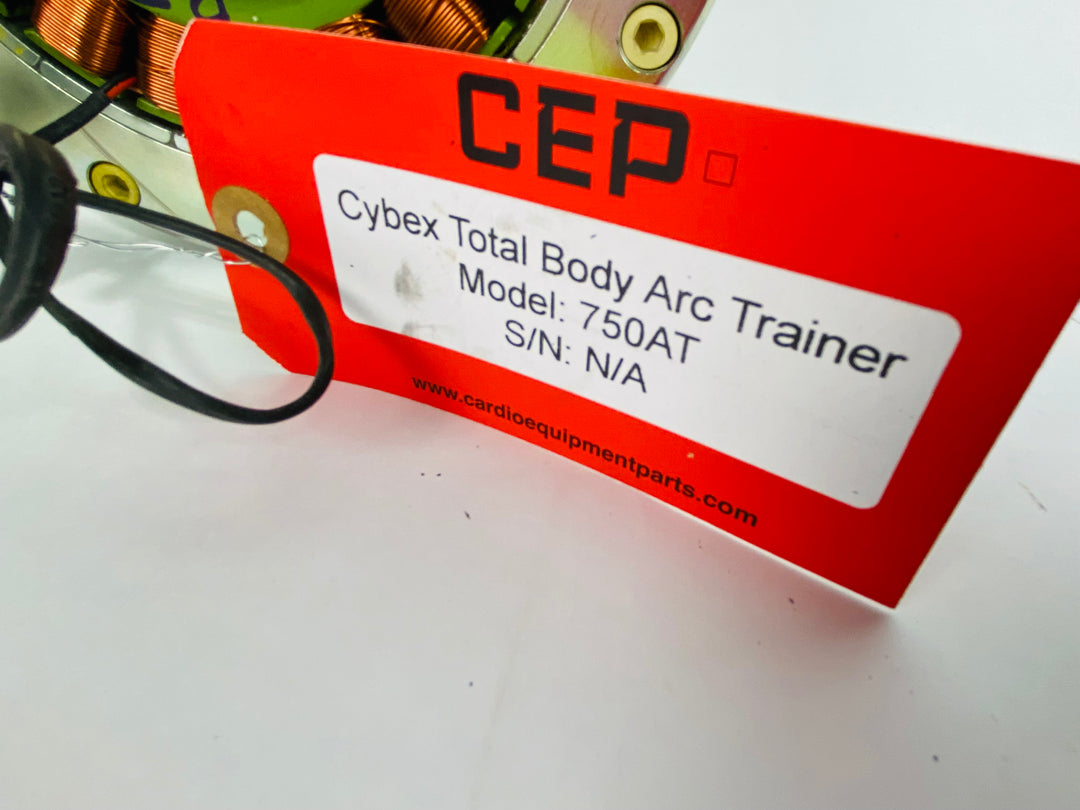 CEP
Cybex Total Body Arc Trainer
Model: 750AT
S/N: N/A
www.cardioequipmentparts.com